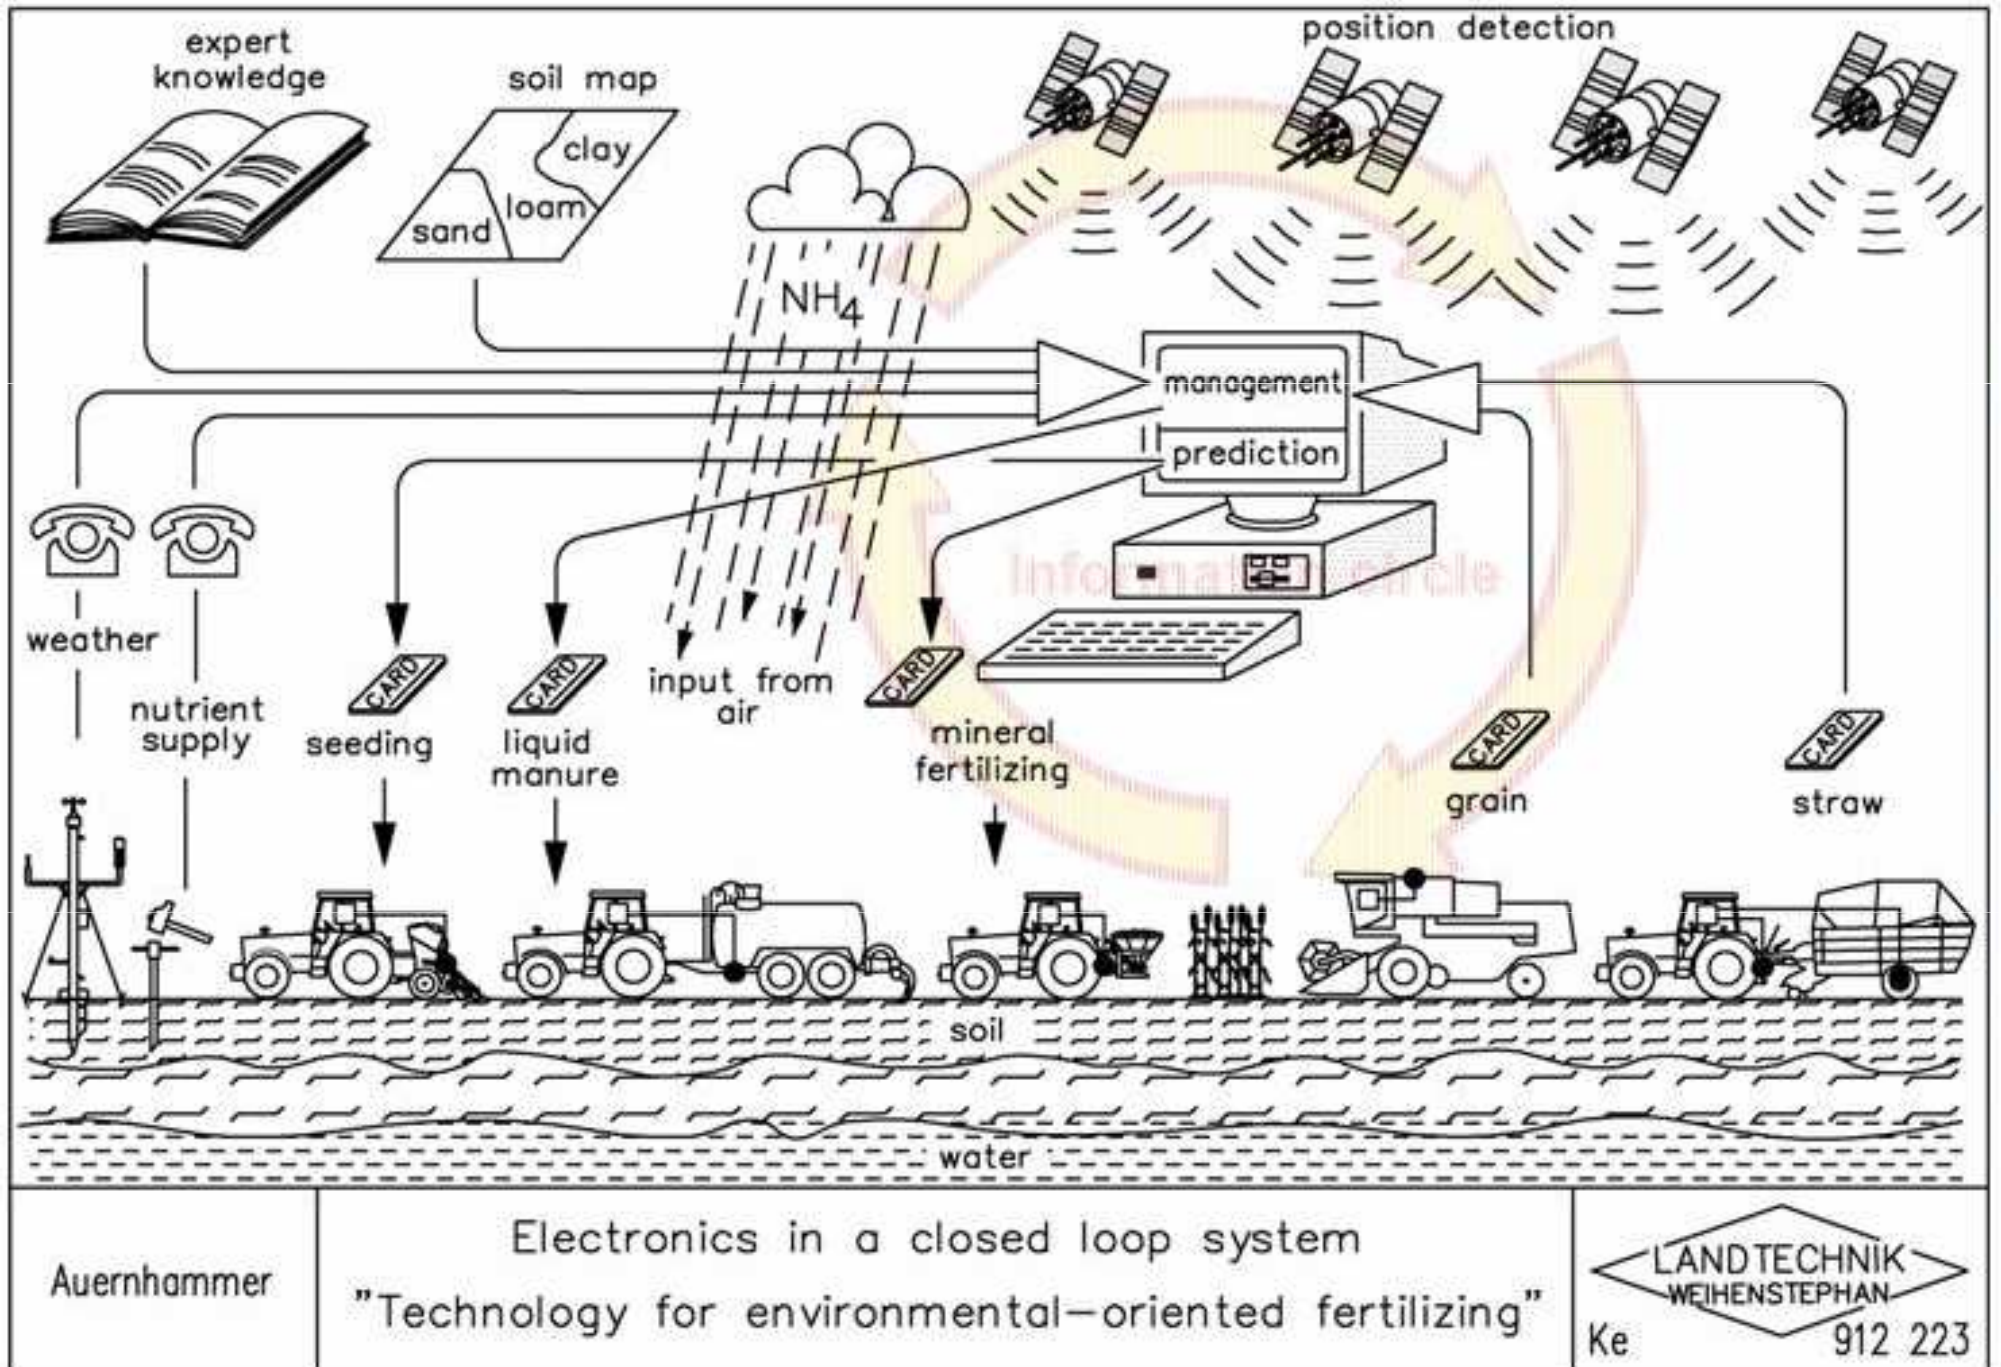 position detection
expert
knowledge
soil map
clay
loam
sand
NH4
management
prediction
Information circle
weather
nutrient
supply
CARD
seeding
CARD
liquid
manure
input from
air
CARD
mineral
fertilizing
CARD
grain
CARD
straw
soil
water
Auernhammer
Electronics in a closed loop system
"Technology for environmental-oriented fertilizing"
LANDTECHNIK
WEIHENSTEPHAN
Ke 912 223